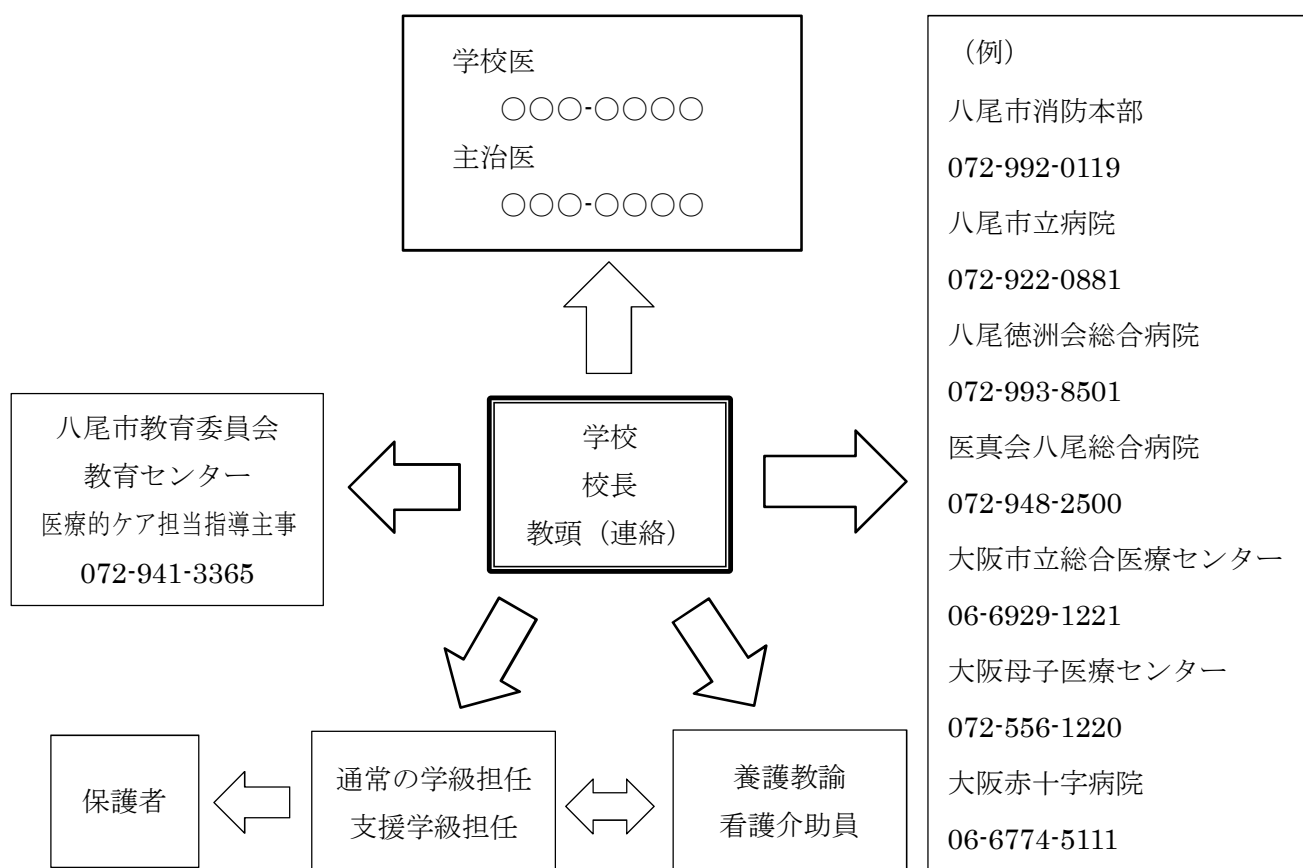 学校医
○○○-○○○○
主治医
○○○-○○○○
（例）
八尾市消防本部
072-992-0119
八尾市立病院
072-922-0881
八尾徳洲会総合病院
072-993-8501
医真会八尾総合病院
072-948-2500
大阪市立総合医療センター
06-6929-1221
大阪母子医療センター
072-556-1220
大阪赤十字病院
06-6774-5111
八尾市教育委員会
教育センター
医療的ケア担当指導主事
072-941-3365
学校
校長
教頭（連絡）
保護者
通常の学級担任
支援学級担任
養護教諭
看護介助員